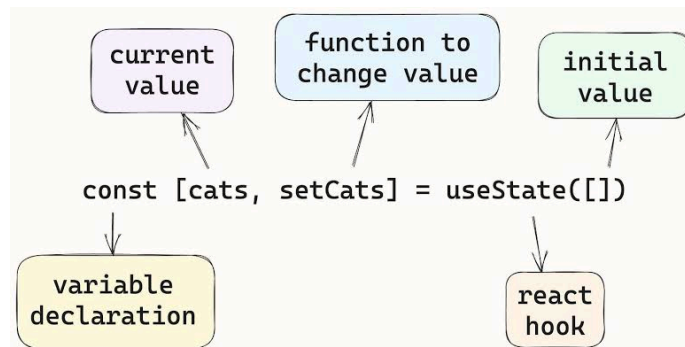 current
value
function to
change value
initial
value
const [cats, setCats] = useState([])
variable
declaration
react
hook